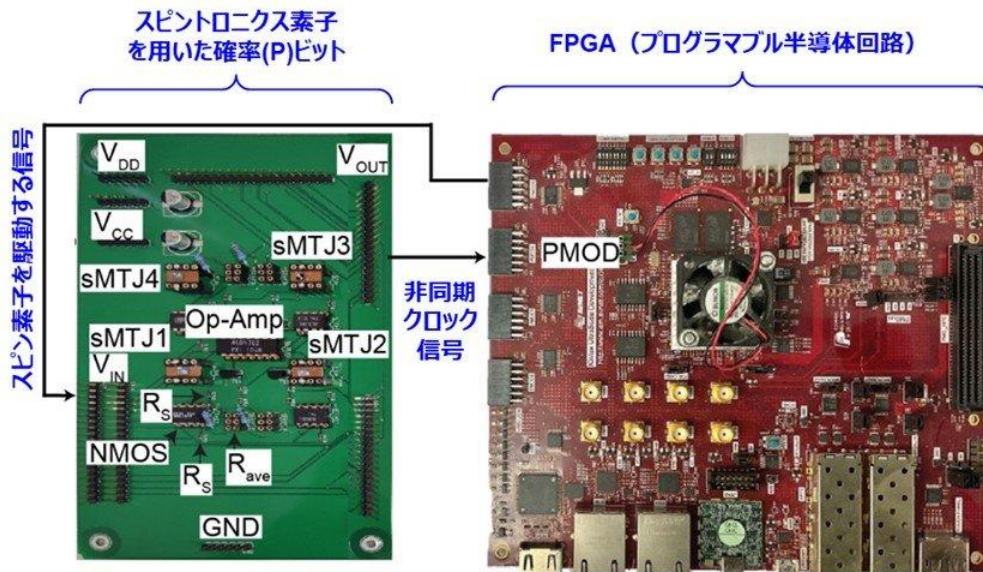 スピントロニクス素子
を用いた確率(P)ビット
FPGA（プログラマブル半導体回路）
スピン素子を駆動する信号
VDD
VOUT
VCC
sMTJ3
sMTJ4
PMOD
非同期
クロック
信号
Op-Amp
sMTJ1
sMTJ2
VIN
RS
NMOS
RS
Rave
GND